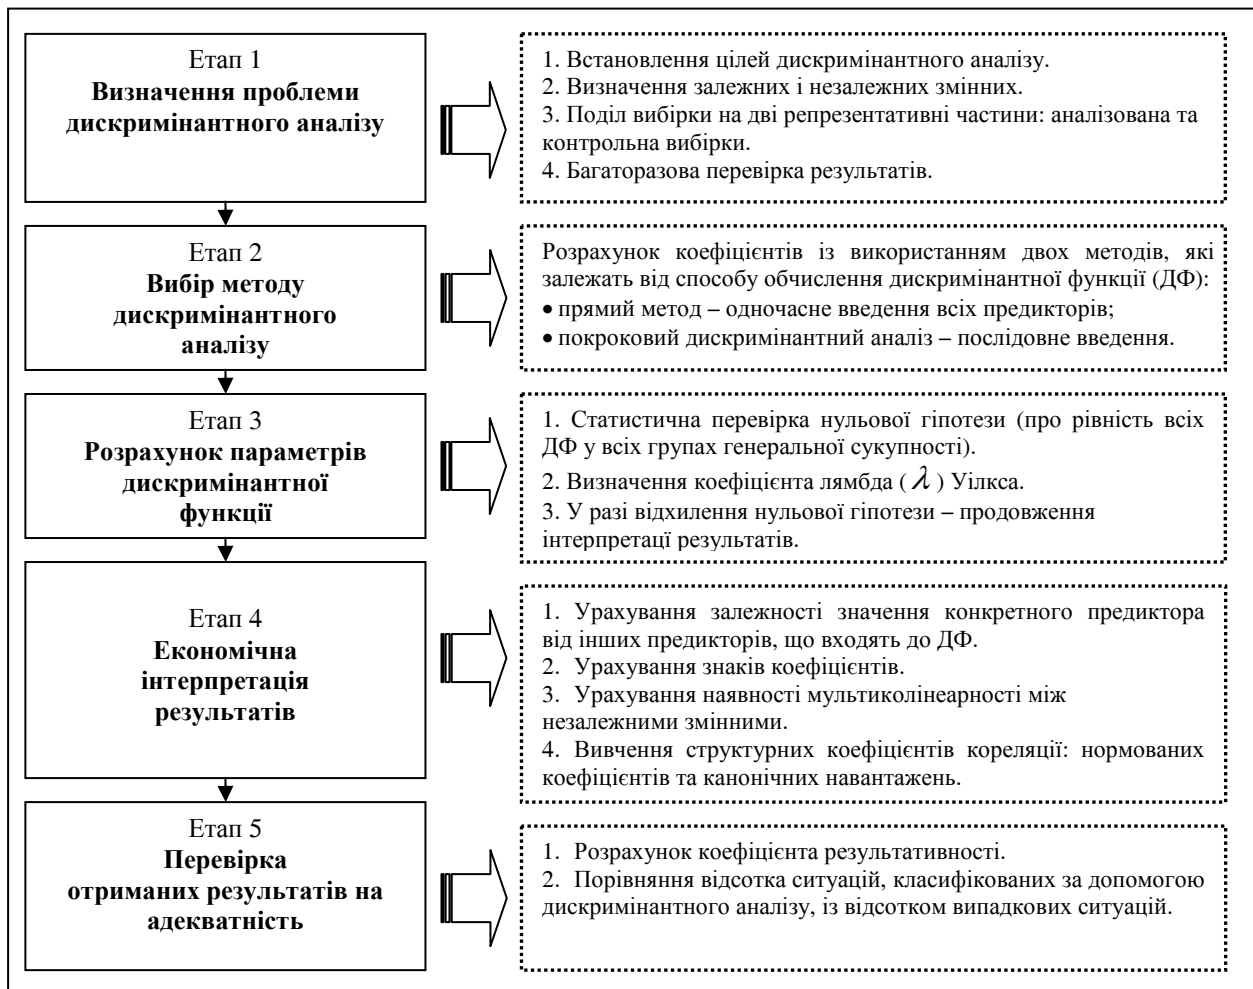 Етап 1
Визначення проблеми
дискримінантного аналізу
1. Встановлення цілей дискримінантного аналізу.
2. Визначення залежних і незалежних змінних.
3. Поділ вибірки на дві репрезентативні частини: аналізована та
контрольна вибірки.
4. Багаторазова перевірка результатів.
Етап 2
Вибір методу
дискримінантного
аналізу
Розрахунок коефіцієнтів із використанням двох методів, які
залежать від способу обчислення дискримінантної функції (ДФ):
• прямий метод – одночасне введення всіх предикторів;
• покроковий дискримінантний аналіз – послідовне введення.
Етап 3
Розрахунок параметрів
дискримінантної
функції
1. Статистична перевірка нульової гіпотези (про рівність всіх
ДФ у всіх групах генеральної сукупності).
2. Визначення коефіцієнта лямбда ( λ ) Уілкса.
3. У разі відхилення нульової гіпотези – продовження
інтерпретацї результатів.
Етап 4
Економічна
інтерпретація
результатів
1. Урахування залежності значення конкретного предиктора
від інших предикторів, що входять до ДФ.
2. Урахування знаків коефіцієнтів.
3. Урахування наявності мультиколінеарності між
незалежними змінними.
4. Вивчення структурних коефіцієнтів кореляції: нормованих
коефіцієнтів та канонічних навантажень.
Етап 5
Перевірка
отриманих результатів на
адекватність
1. Розрахунок коефіцієнта результативності.
2. Порівняння відсотка ситуацій, класифікованих за допомогою
дискримінантного аналізу, із відсотком випадкових ситуацій.